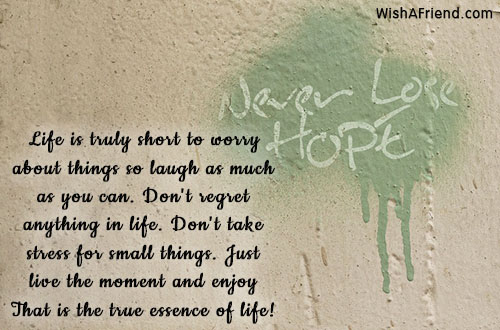 WishAFriend.com
Never Lose
Hope
Life is truly short to worry
about things so laugh as much
as you can. Don't regret
anything in life. Don't take
stress for small things. Just
live the moment and enjoy
That is the true essence of life!